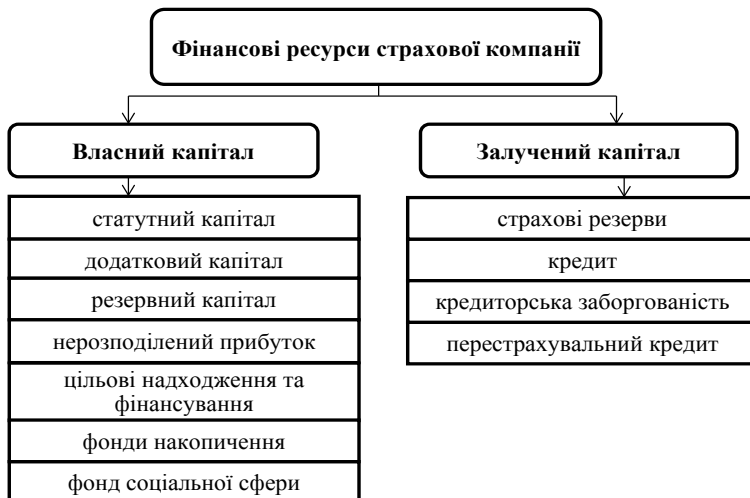 Фінансові ресурси страхової компанії
Власний капітал
статутний капітал
додатковий капітал
резервний капітал
нерозподілений прибуток
цільові надходження та
фінансування
фонди накопичення
фонд соціальної сфери
Залучений капітал
страхові резерви
кредит
кредиторська заборгованість
перестрахувальний кредит